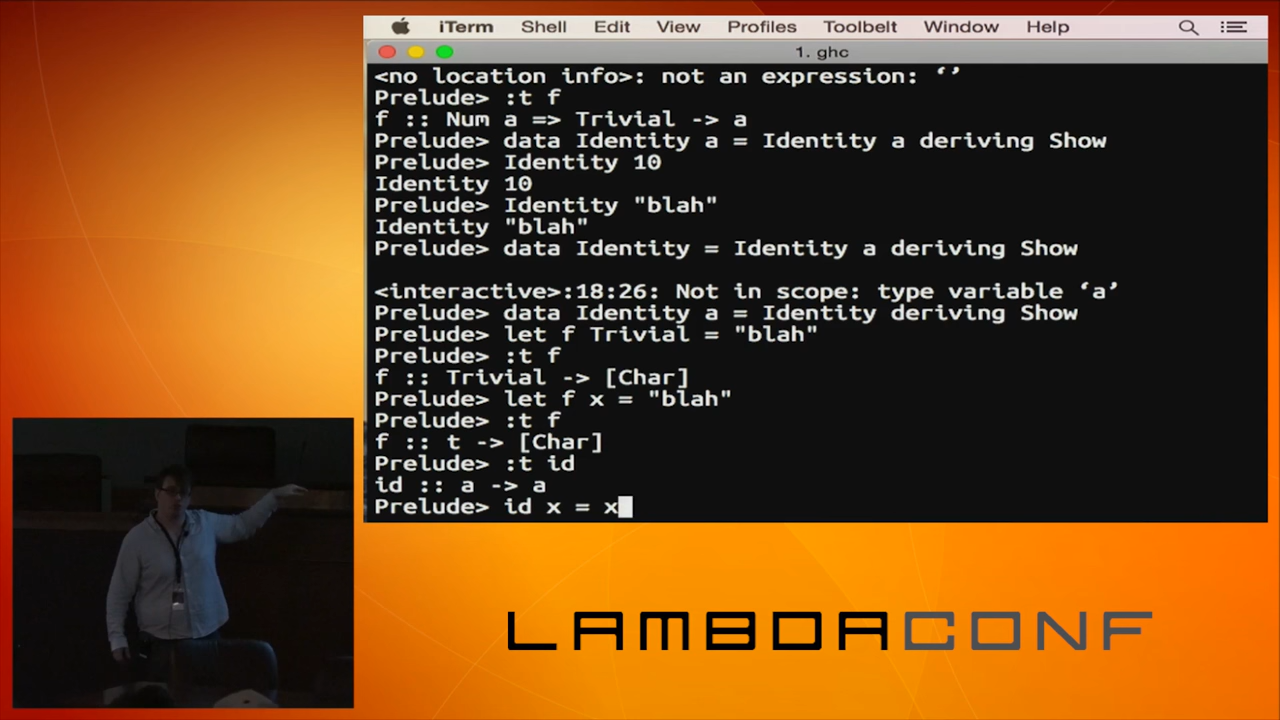 iTerm Shell Edit View Profiles Toolbelt Window Help
1. ghc
<no location info>: not an expression: ‘’
Prelude> :t f
f :: Num a => Trivial -> a
Prelude> data Identity a = Identity a deriving Show
Prelude> Identity 10
Identity 10
Prelude> Identity "blah"
Identity "blah"
Prelude> data Identity = Identity a deriving Show
<interactive>:18:26: Not in scope: type variable ‘a’
Prelude> data Identity a = Identity deriving Show
Prelude> let f Trivial = "blah"
Prelude> :t f
f :: Trivial -> [Char]
Prelude> let f x = "blah"
Prelude> :t f
f :: t -> [Char]
Prelude> :t id
id :: a -> a
Prelude> id x = x
LAMBDACONF